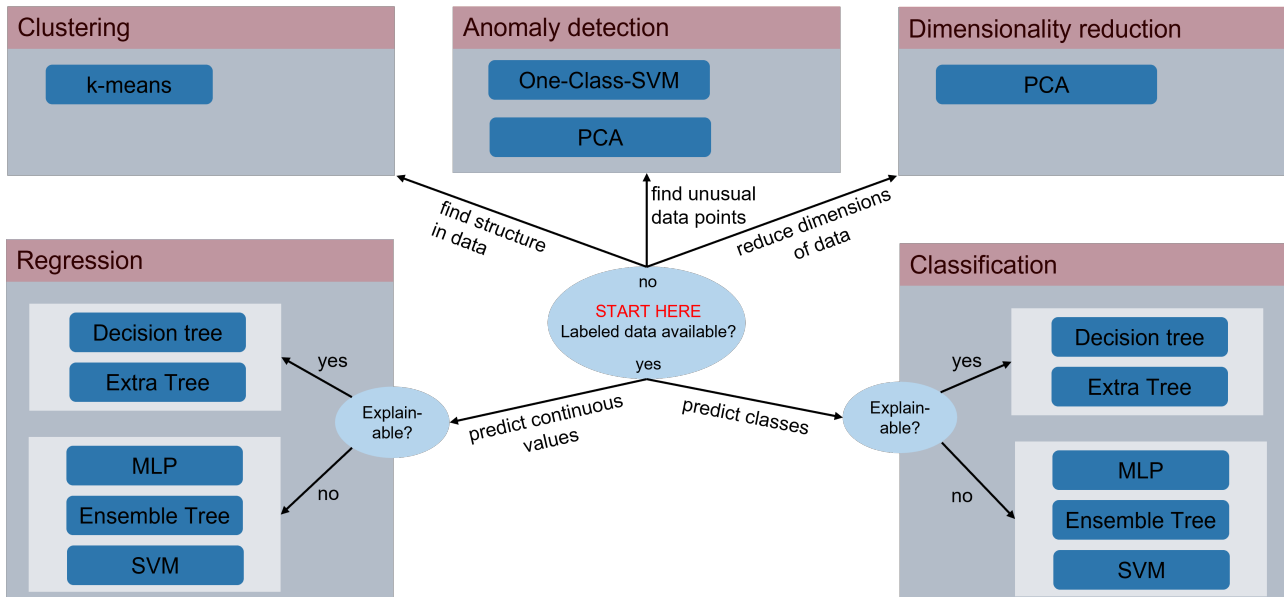 Clustering
k-means
Anomaly detection
One-Class-SVM
PCA
Dimensionality reduction
PCA
find structure
in data
find unusual
data points
reduce dimensions
of data
no
START HERE
Labeled data available?
yes
Regression
Decision tree
Extra Tree
yes
Explain-
able?
no
MLP
Ensemble Tree
SVM
predict continuous
values
predict classes
Classification
Decision tree
Extra Tree
yes
Explain-
able?
no
MLP
Ensemble Tree
SVM